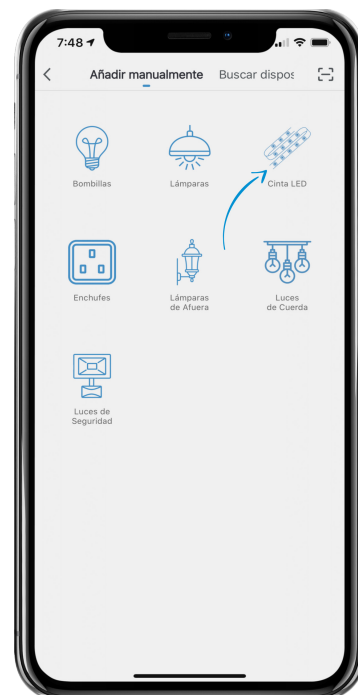 7:48
Añadir manualmente Buscar dispos
Bombillas
Lámparas
Cinta LED
Enchufes
Lámparas
de Afuera
Luces
de Cuerda
Luces de
Seguridad